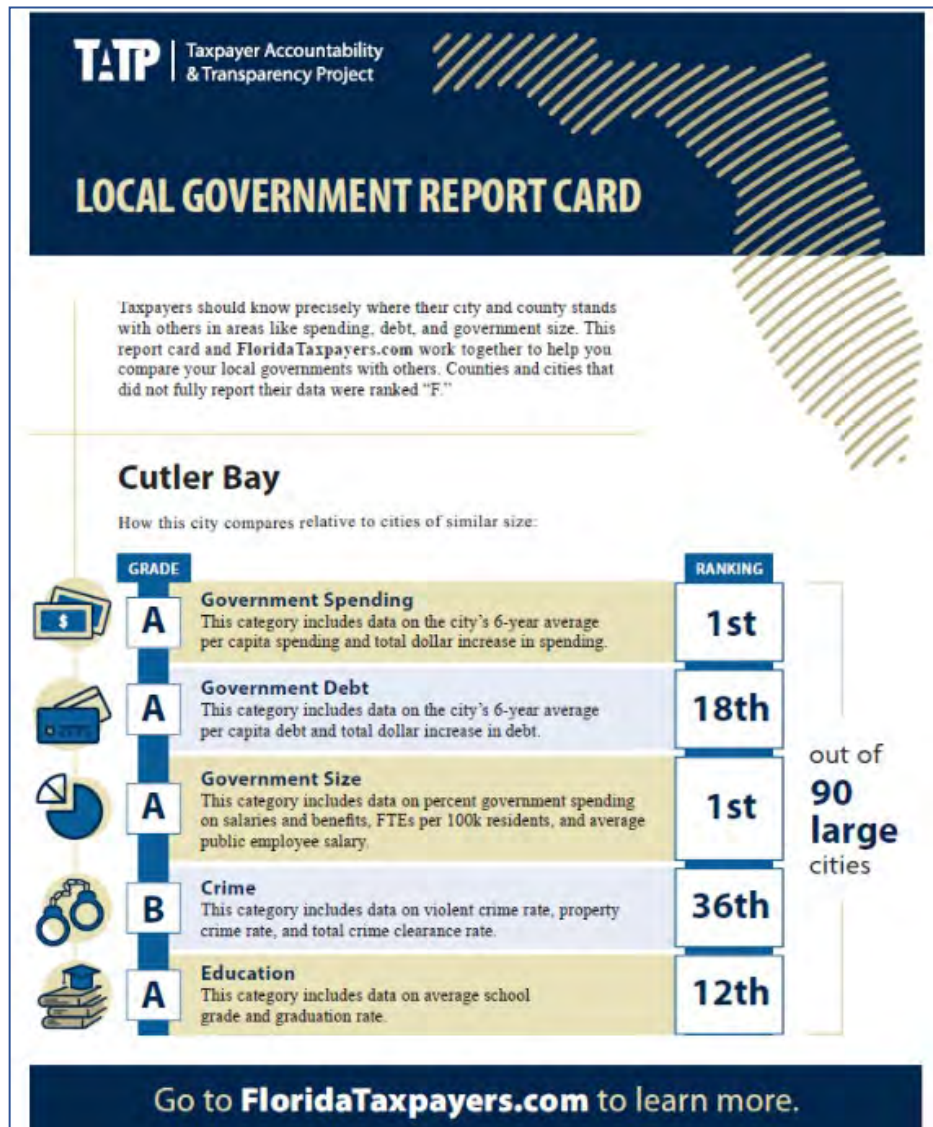 TATP
Taxpayer Accountability
& Transparency Project
LOCAL GOVERNMENT REPORT CARD
Taxpayers should know precisely where their city and county stands
with others in areas like spending, debt, and government size. This
report card and FloridaTaxpayers.com work together to help you
compare your local governments with others. Counties and cities that
did not fully report their data were ranked “F.”
Cutler Bay
How this city compares relative to cities of similar size:
GRADE
RANKING
$
A
Government Spending
This category includes data on the city's 6-year average
per capita spending and total dollar increase in spending.
1st
A
Government Debt
This category includes data on the city's 6-year average
per capita debt and total dollar increase in debt.
18th
A
Government Size
This category includes data on percent government spending
on salaries and benefits, FTEs per 100k residents, and average
public employee salary.
1st
B
Crime
This category includes data on violent crime rate, property
crime rate, and total crime clearance rate.
36th
A
Education
This category includes data on average school
grade and graduation rate.
12th
out of
90
large
cities
Go to FloridaTaxpayers.com to learn more.